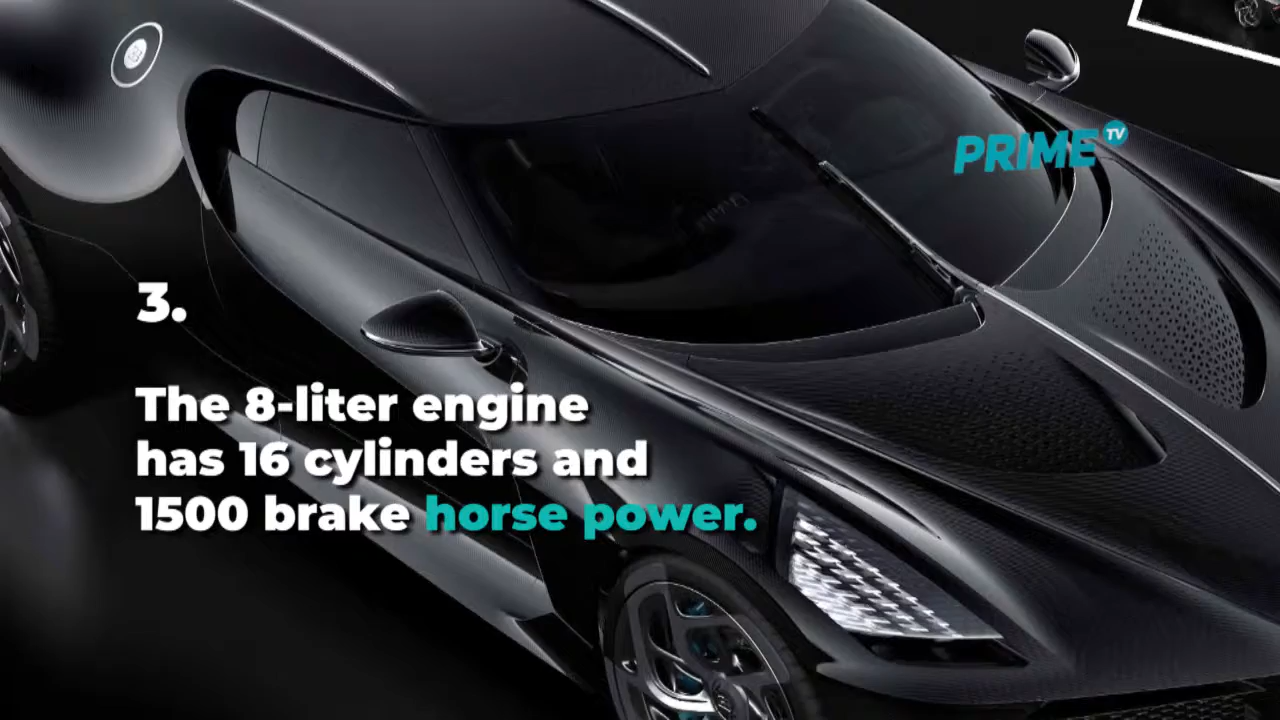 PRIME TV
3.
The 8-liter engine
has 16 cylinders and
1500 brake horse power.